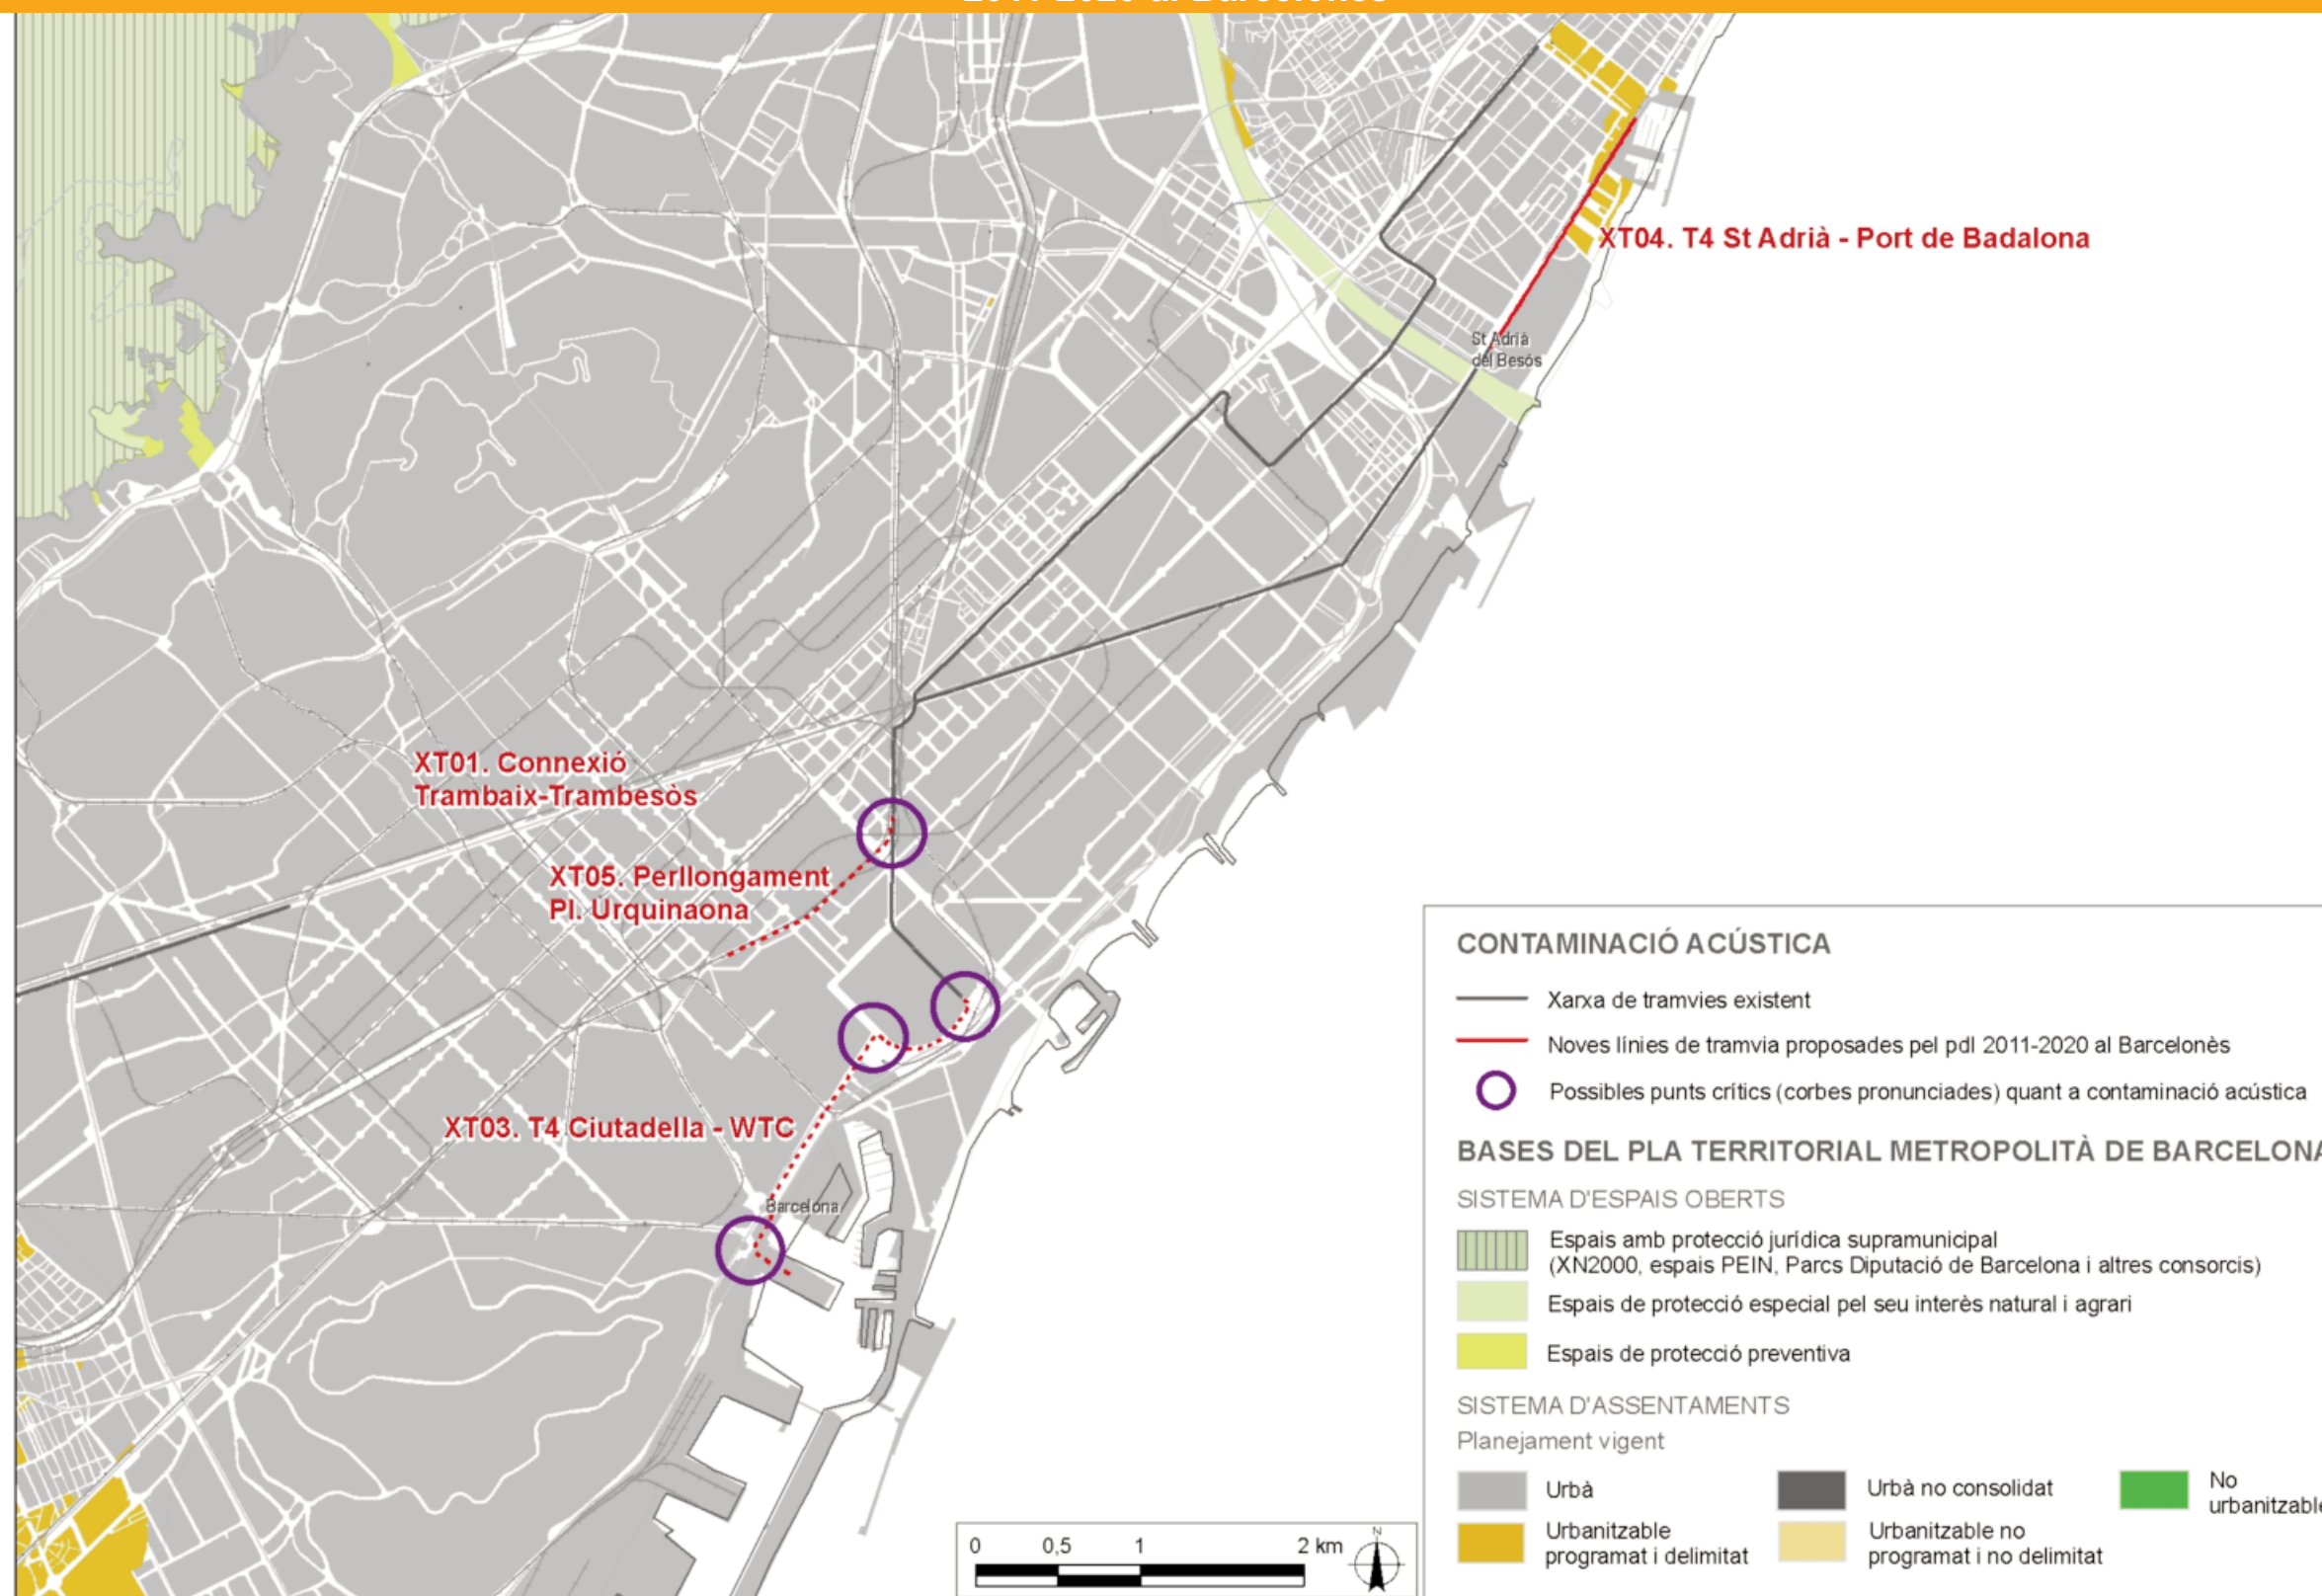 XT04. T4 St Adrià - Port de Badalona
St Adrià
del Besòs
XT01. Connexió
Trambaix-Trambesòs
XT05. Perllongament
Pl. Urquinaona
XT03. T4 Ciutadella - WTC
Barcelona
CONTAMINACIÓ ACÚSTICA
Xarxa de tramvies existent
Noves línies de tramvia proposades pel pdI 2011-2020 al Barcelonès
Possibles punts crítics (corbes pronunciades) quant a contaminació acústica
BASES DEL PLA TERRITORIAL METROPOLITÀ DE BARCELONA
SISTEMA D'ESPAIS OBERTS
Espais amb protecció jurídica supramunicipal
(XN2000, espais PEIN, Parcs Diputació de Barcelona i altres consorcis)
Espais de protecció especial pel seu interès natural i agrari
Espais de protecció preventiva
SISTEMA D'ASSENTAMENTS
Planejament vigent
Urbà
Urbà no consolidat
No
urbanitzable
Urbanitzable
programat i delimitat
Urbanitzable no
programat i no delimitat
0 0,5 1 2 km
N